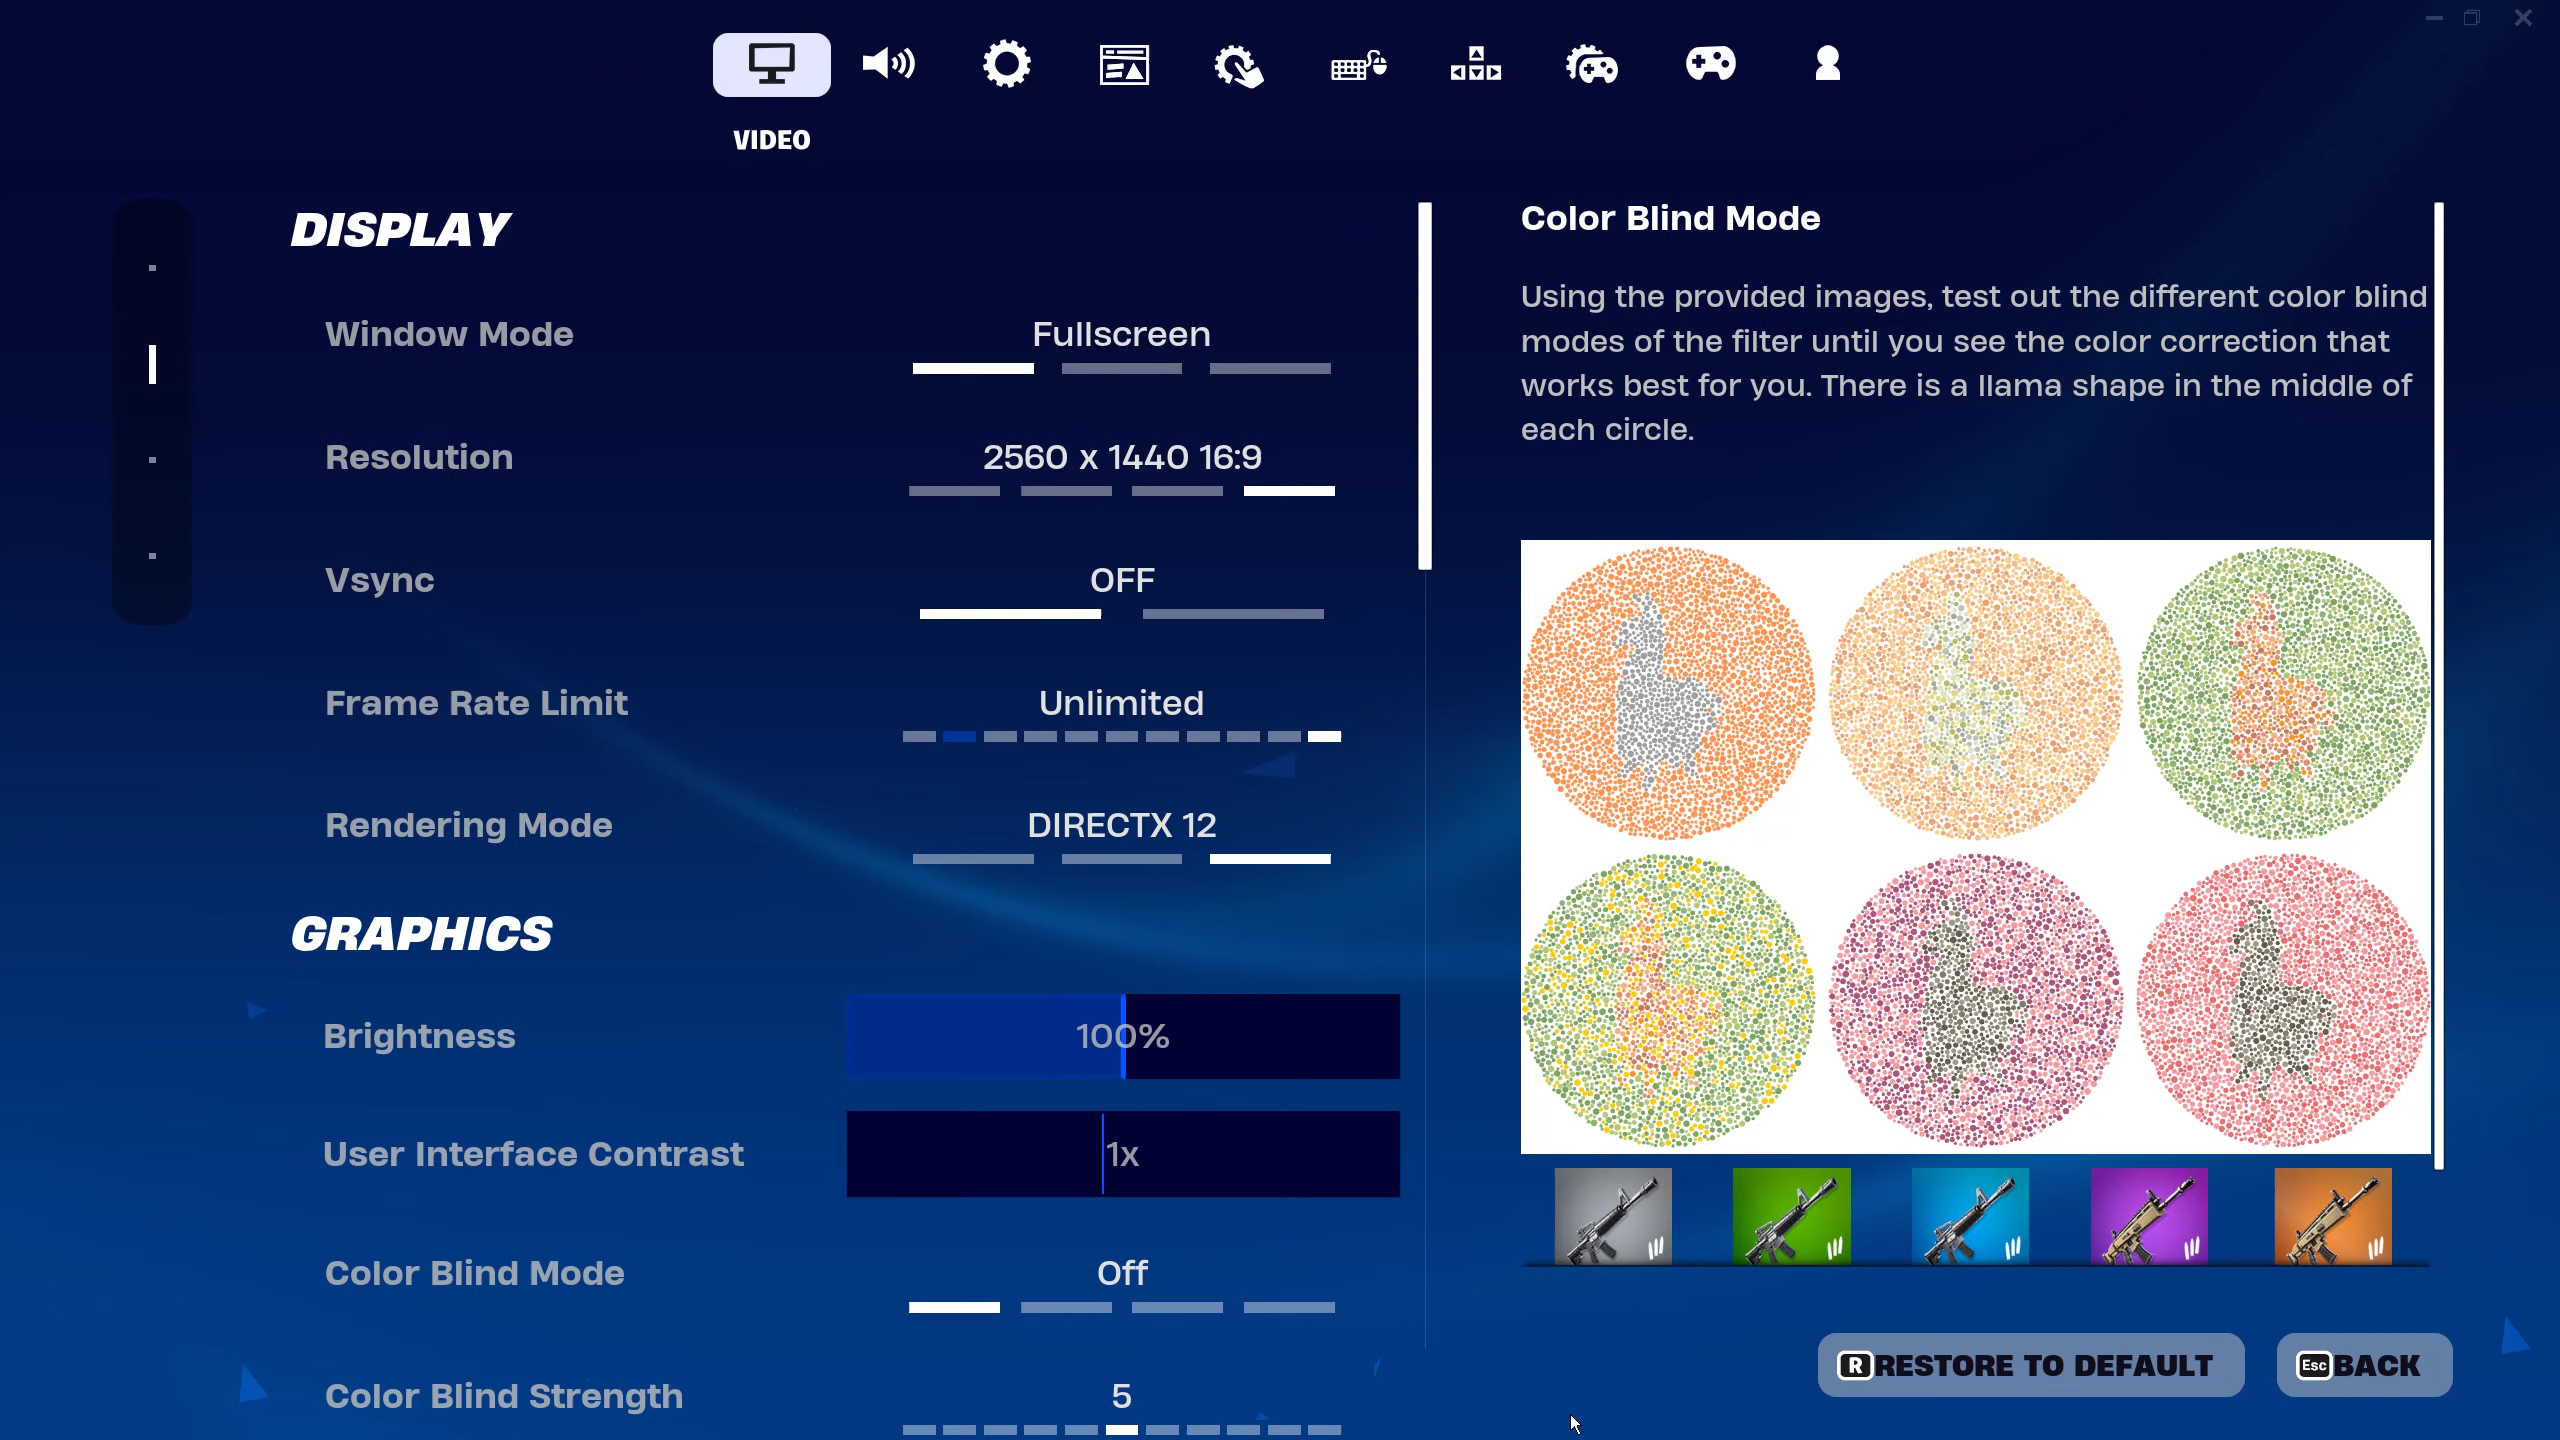 VIDEO
DISPLAY
Window Mode
Fullscreen
Resolution
2560 x 1440 16:9
Vsync
OFF
Frame Rate Limit
Unlimited
Rendering Mode
DIRECTX 12
GRAPHICS
Brightness
100%
User Interface Contrast
1x
Color Blind Mode
Off
Color Blind Strength
5
Color Blind Mode
Using the provided images, test out the different color blind
modes of the filter until you see the color correction that
works best for you. There is a llama shape in the middle of
each circle.
R RESTORE TO DEFAULT
Esc BACK